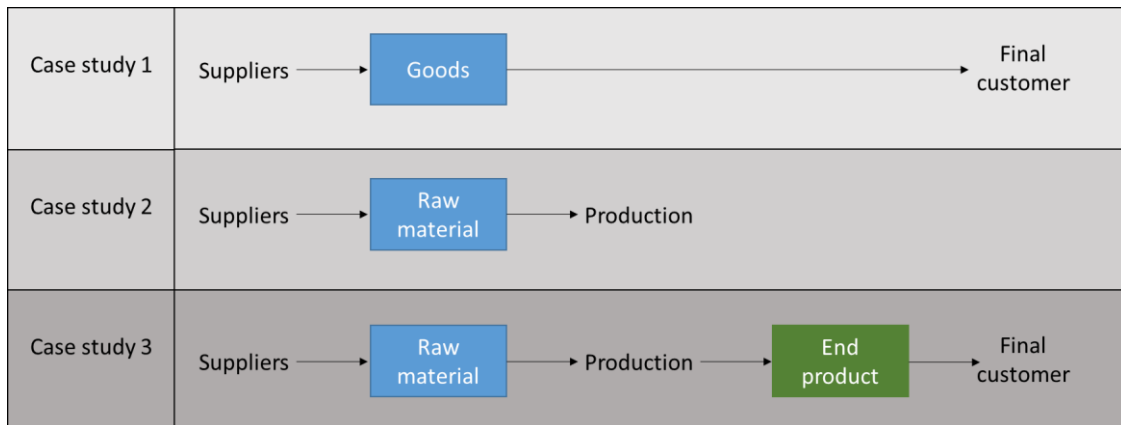 Case study 1
Suppliers
Goods
Final
customer
Case study 2
Suppliers
Raw
material
Production
Case study 3
Suppliers
Raw
material
Production
End
product
Final
customer